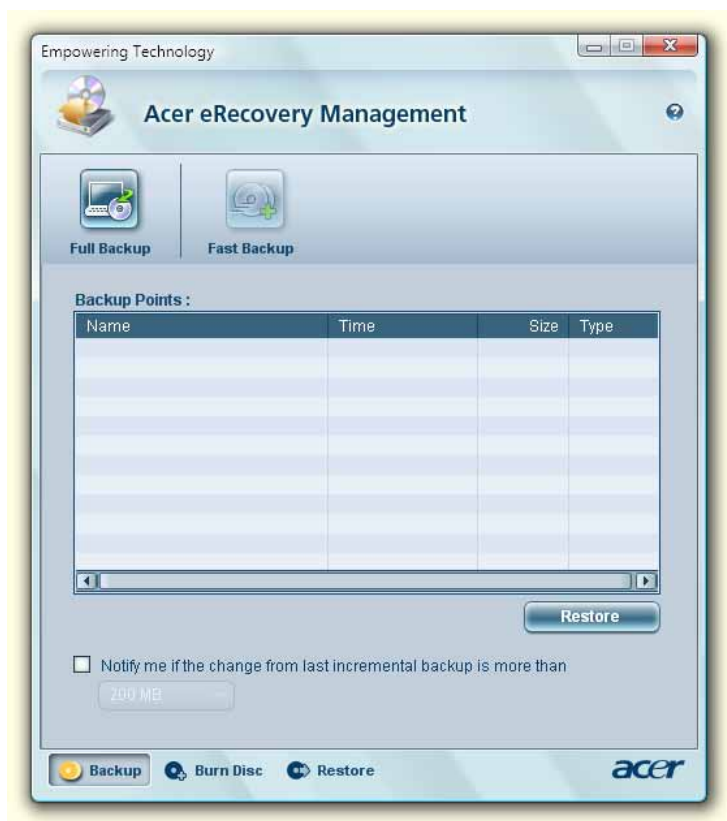 Empowering Technology
Acer eRecovery Management
Full Backup
Fast Backup
Backup Points :
Name Time Size Type
Restore
Notify me if the change from last incremental backup is more than
200 MB
Backup Burn Disc Restore acer